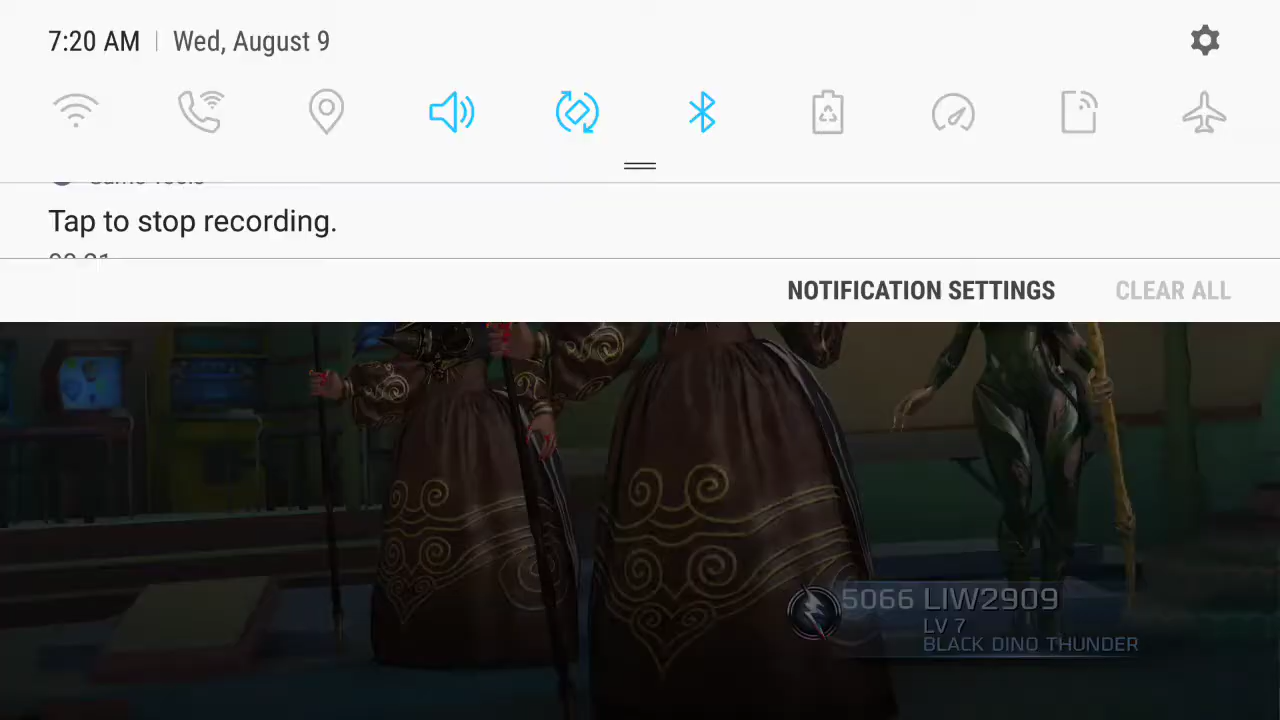 7:20 AM | Wed, August 9
Tap to stop recording.
NOTIFICATION SETTINGS CLEAR ALL
5066 LIW2909
LV 7
BLACK DINO THUNDER